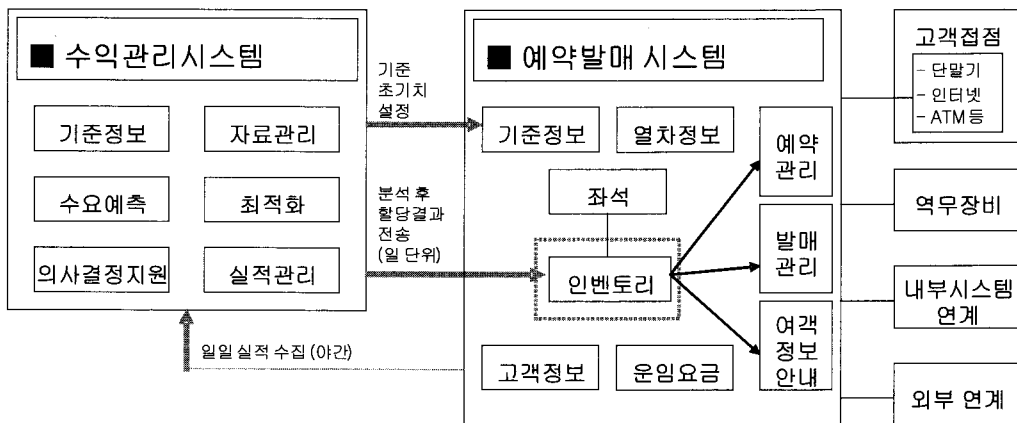 ■ 수익관리시스템
기준정보
자료관리
수요예측
최적화
의사결정지원
실적관리
기준
초기치
설정
분석 후
할당결과
전송
(일 단위)
일일 실적 수집 (야간)
■ 예약발매 시스템
기준정보
열차정보
좌석
인벤토리
고객정보
운임요금
예약
관리
발매
관리
여객
정보
안내
고객접점
- 단말기
- 인터넷
- ATM 등
역무장비
내부시스템
연계
외부 연계